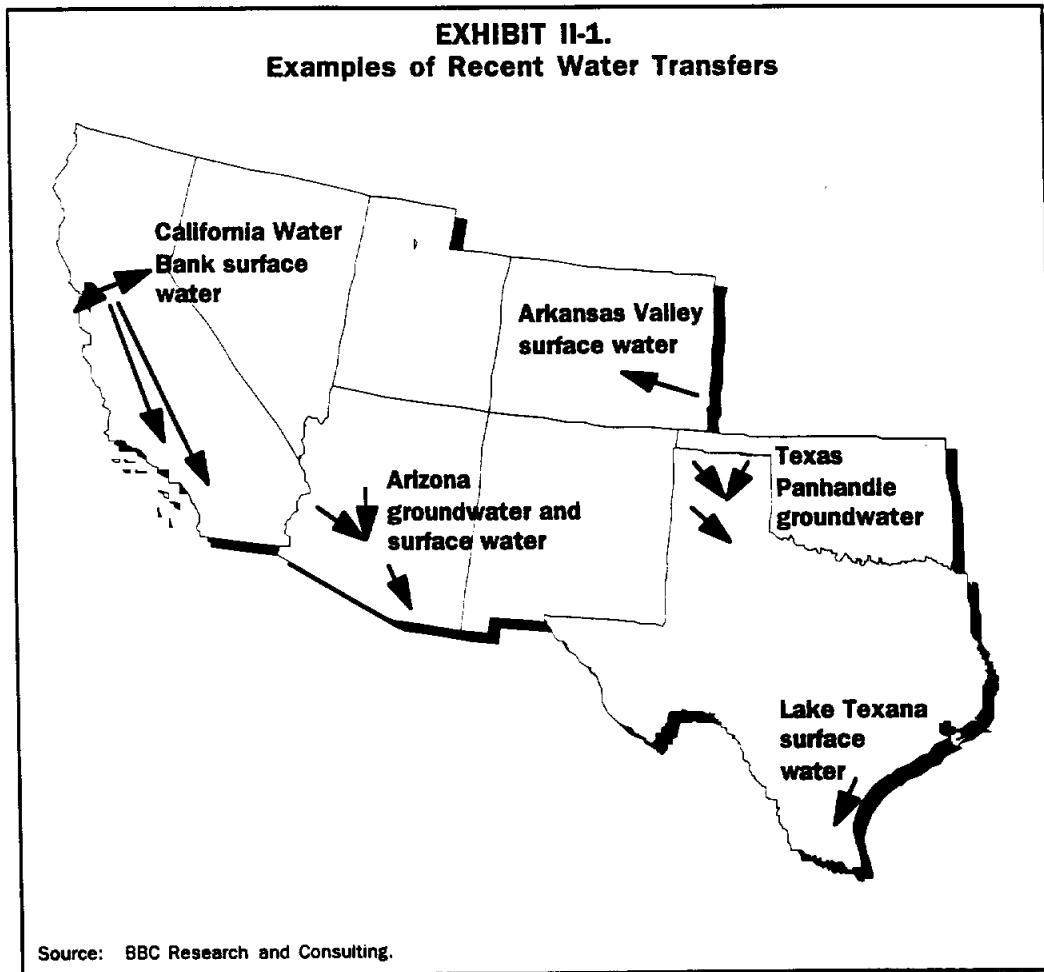 EXHIBIT II-1.
Examples of Recent Water Transfers
California Water
Bank surface
water
Arkansas Valley
surface water
Arizona
groundwater and
surface water
Texas
Panhandle
groundwater
Lake Texana
surface
water
Source: BBC Research and Consulting.